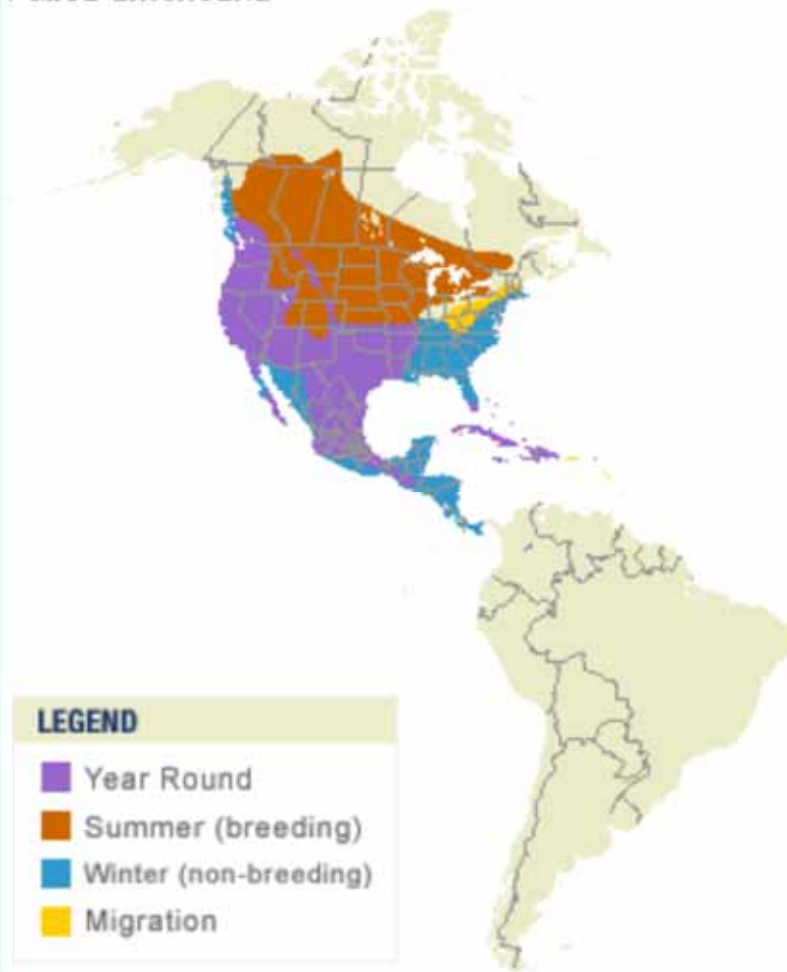 LEGEND
Year Round
Summer (breeding)
Winter (non-breeding)
Migration